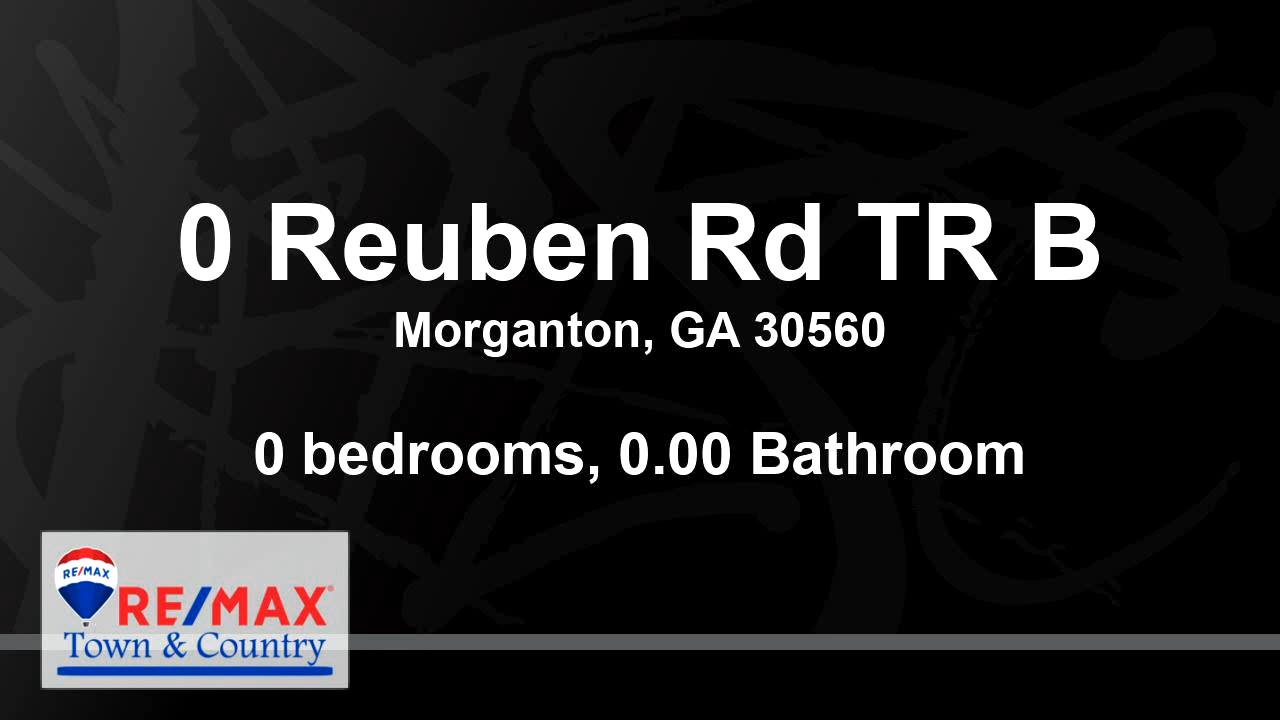 0 Reuben Rd TR B
Morganton, GA 30560
0 bedrooms, 0.00 Bathroom
RE/MAX
RE/MAX®
Town & Country